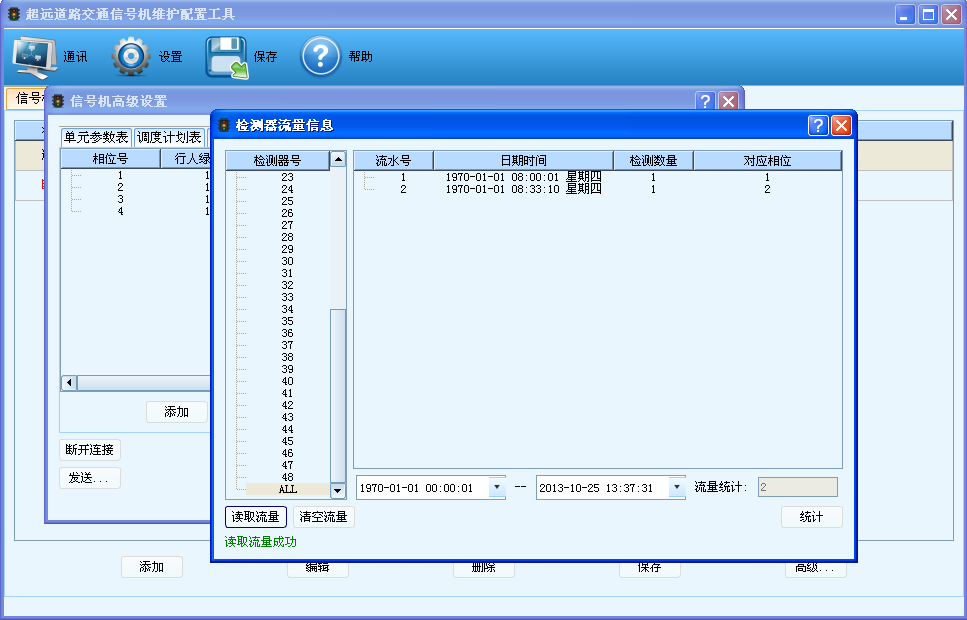 超远道路交通信号机维护配置工具
通讯 设置 保存 帮助
信号
信号机高级设置
单元参数表 调度计划表
相位号 行人绿
1 1
2 1
3 1
4 1
添加
断开连接
发送...
检测器流量信息
检测器号
23
24
25
26
27
28
29
30
31
32
33
34
35
36
37
38
39
40
41
42
43
44
45
46
47
48
ALL
流水号 日期时间 检测数量 对应相位
1 1970-01-01 08:00:01 星期四 1 1
2 1970-01-01 08:33:10 星期四 1 2
1970-01-01 00:00:01 -- 2013-10-25 13:37:31 流量统计: 2
读取流量 清空流量 统计
读取流量成功
添加 编辑 删除 保存 高级...